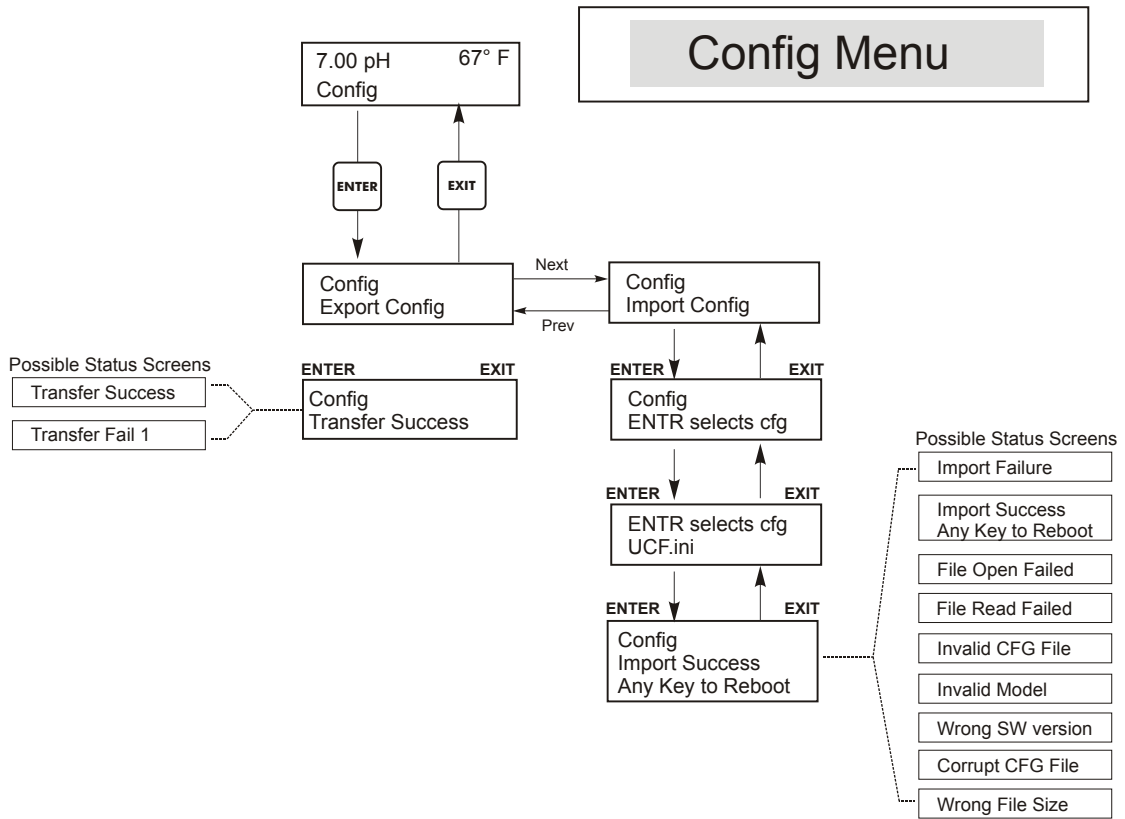 Config Menu
7.00 pH 67° F
Config
ENTER
EXIT
Config
Export Config
Next
Prev
Config
Import Config
Possible Status Screens
Transfer Success
Transfer Fail 1
ENTER EXIT
Config
Transfer Success
ENTER EXIT
Config
ENTR selects cfg
ENTER EXIT
ENTR selects cfg
UCF.ini
ENTER EXIT
Config
Import Success
Any Key to Reboot
Possible Status Screens
Import Failure
Import Success
Any Key to Reboot
File Open Failed
File Read Failed
Invalid CFG File
Invalid Model
Wrong SW version
Corrupt CFG File
Wrong File Size